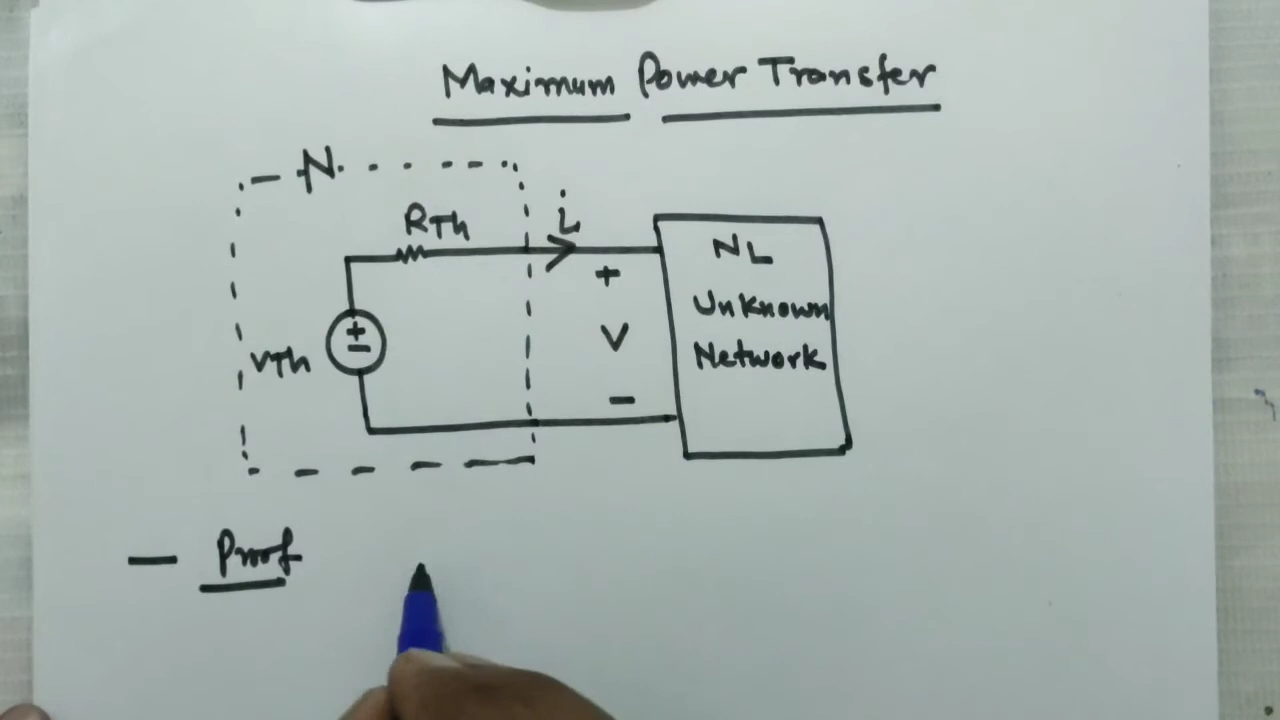 Maximum Power Transfer
N
RTh
i
+
NL
Unknown
Network
+
-
VTh
V
-
- Proof